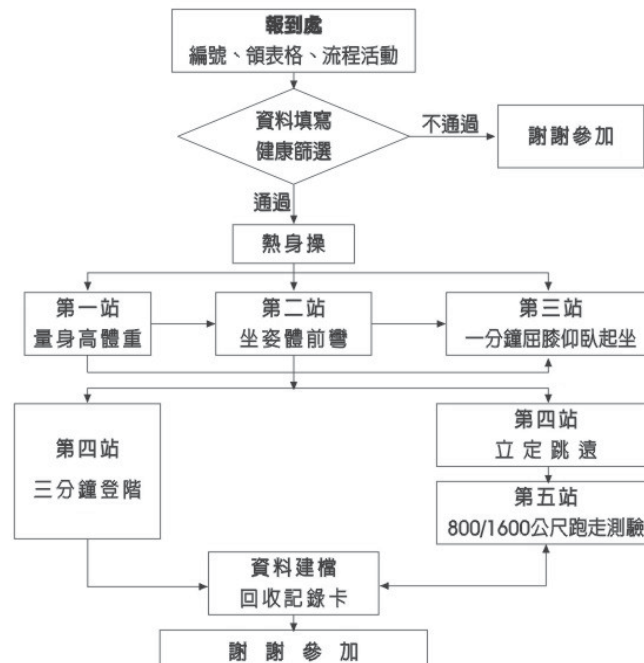 報到處
編號、領表格、流程活動
資料填寫
健康篩選
不通過
謝謝參加
通過
熱身操
第一站
量身高體重
第二站
坐姿體前彎
第三站
一分鐘屈膝仰臥起坐
第四站
三分鐘登階
第四站
立定跳遠
第五站
800/1600公尺跑走測驗
資料建檔
回收記錄卡
謝謝參加